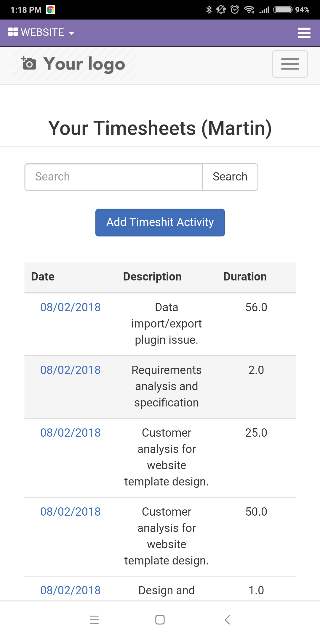 1:18 PM 94%
WEBSITE
Your logo
Your Timesheets (Martin)
Search Search
Add Timeshit Activity
Date Description Duration
08/02/2018 Data 56.0
import/export
plugin issue.
08/02/2018 Requirements 2.0
analysis and
specification
08/02/2018 Customer 25.0
analysis for
website
template design.
08/02/2018 Customer 50.0
analysis for
website
template design.
08/02/2018 Design and 1.0